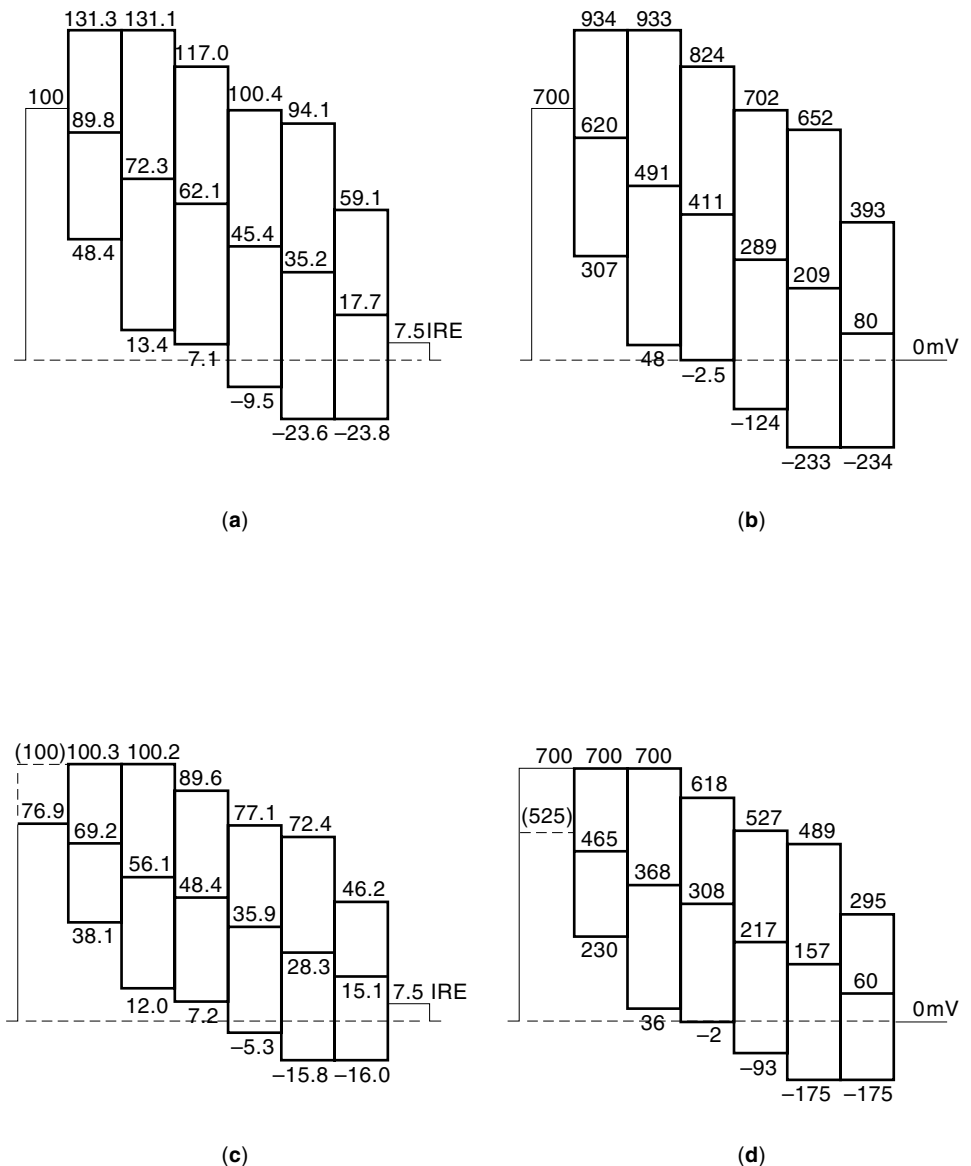 131.3 131.1 934 933
117.0 824
100.4 702
100 94.1 700 652
89.8 620
72.3 491
62.1 59.1 411 393
45.4 289
48.4 35.2 307 209
17.7 80
7.5 IRE 0mV
13.4 7.1 48 –2.5
–9.5 –124
–23.6 –23.8 –233 –234
(a) (b)
(100) 100.3 100.2 700 700 700
89.6 618
76.9 77.1 72.4 (525) 527 489
69.2 465
56.1 368
48.4 46.2 308 295
35.9 217
38.1 28.3 230 157
15.1 60
12.0 7.2 7.5 IRE 36 –2 0mV
–5.3 –93
–15.8 –16.0 –175 –175
(c) (d)